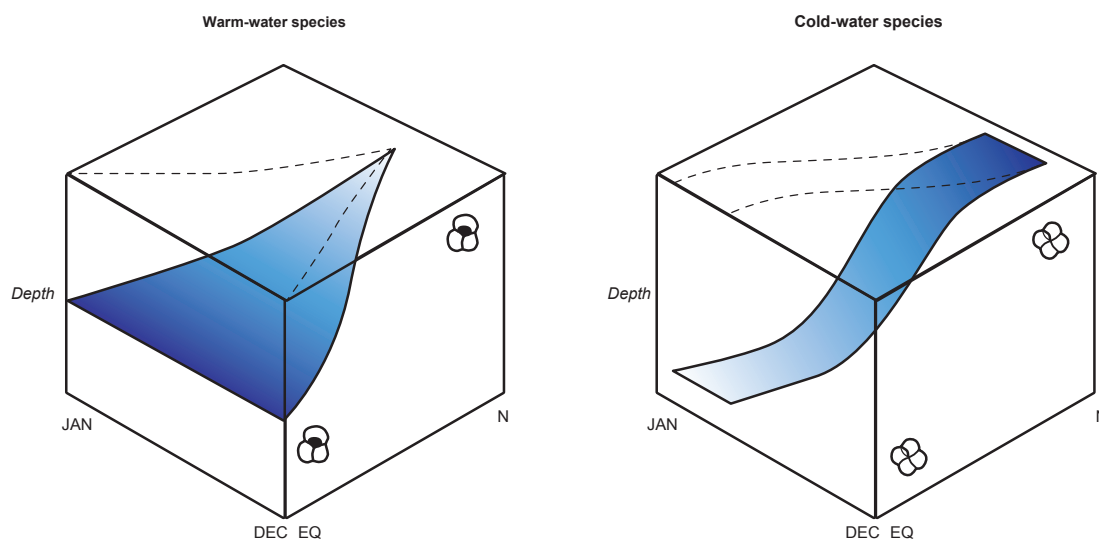 Warm-water species
Cold-water species
Depth
JAN
DEC EQ
N
Depth
JAN
DEC EQ
N